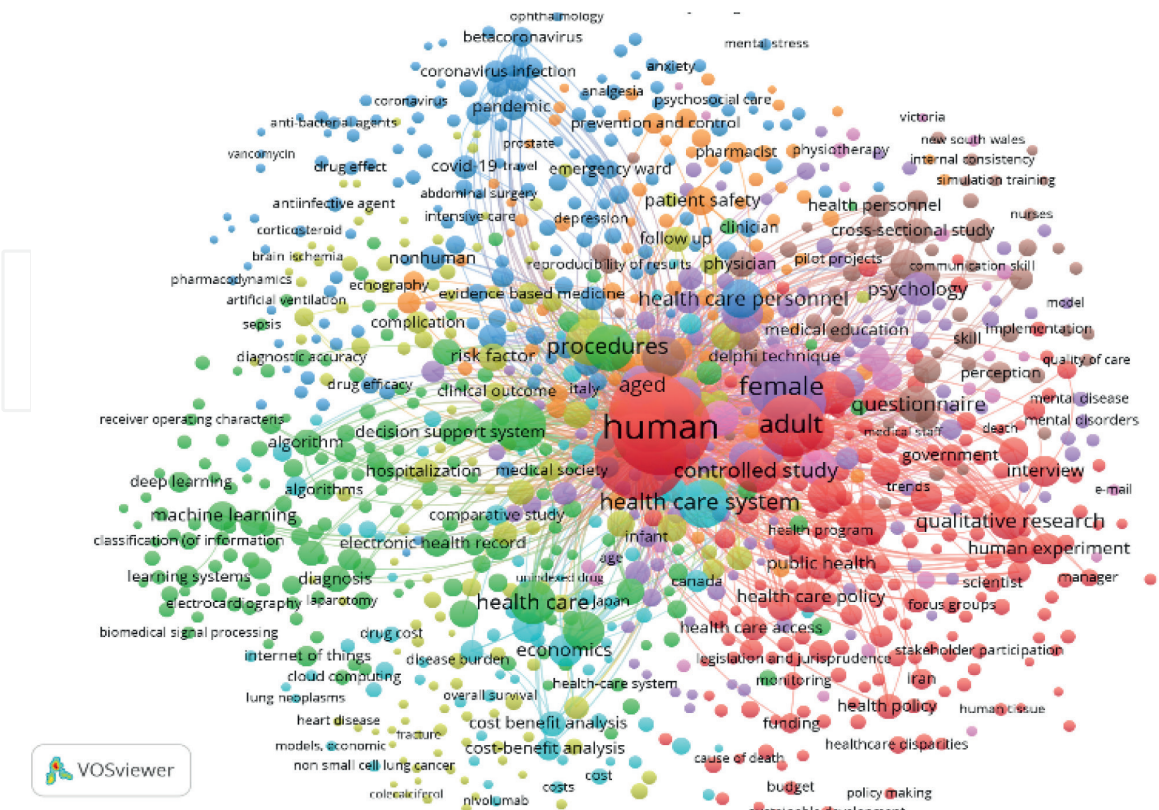 ophthalmology
betacoronavirus
mental stress
coronavirus infection
anxiety
analgesia
coronavirus
psychosocial care
pandemic
anti-bacterial agents
prevention and control
victoria
prostate
new south wales
vancomycin
pharmacist
physiotherapy
internal consistency
drug effect
covid-19
travel
emergency ward
simulation training
abdominal surgery
antiinfective agent
patient safety
health personnel
intensive care
depression
nurses
corticosteroid
clinician
cross-sectional study
follow up
brain ischemia
nonhuman
reproducibility of results
physician
pilot projects
communication skill
pharmacodynamics
echography
psychology
artificial ventilation
evidence based medicine
health care personnel
model
sepsis
complication
medical education
implementation
skill
diagnostic accuracy
risk factor
procedures
delphi technique
quality of care
drug efficacy
clinical outcome
italy
aged
female
perception
mental disease
receiver operating characteris
questionnaire
mental disorders
algorithm
decision support system
human
adult
medical staff
death
government
hospitalization
medical society
controlled study
interview
deep learning
algorithms
trends
e-mail
machine learning
comparative study
health care system
qualitative research
classification (of information
electronic health record
infant
health program
human experiment
age
public health
learning systems
diagnosis
unindexed drug
canada
scientist
manager
electrocardiography
laparotomy
health care
japan
health care policy
focus groups
biomedical signal processing
drug cost
health care access
internet of things
disease burden
economics
legislation and jurisprudence
stakeholder participation
cloud computing
health-care system
monitoring
iran
lung neoplasms
overall survival
health policy
human tissue
heart disease
cost benefit analysis
funding
fracture
models, economic
cost-benefit analysis
healthcare disparities
non small cell lung cancer
cause of death
cost
costs
budget
colecalciferol
nivolumab
policy making
VOSviewer